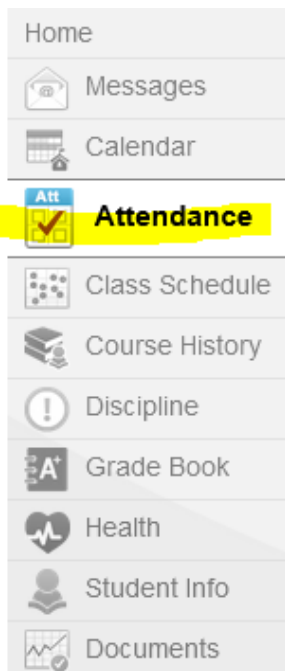 Home
Messages
Calendar
Att
Attendance
Class Schedule
Course History
Discipline
A+ Grade Book
Health
Student Info
Documents